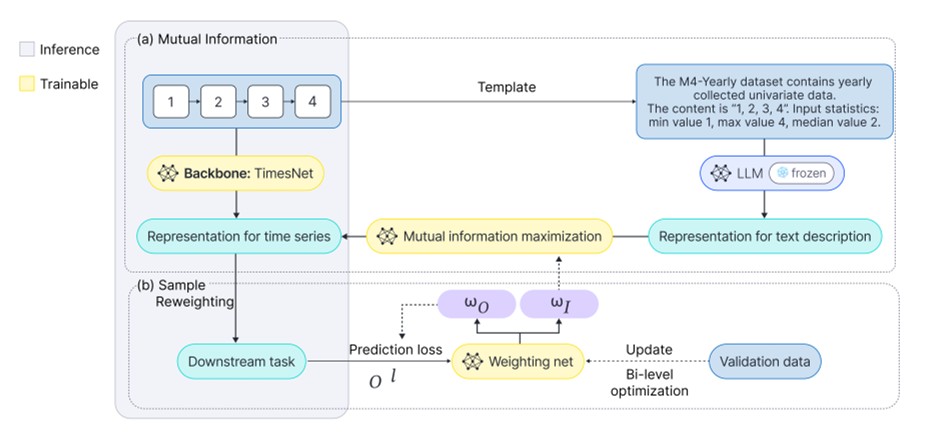 (a) Mutual Information
Inference
Trainable
1 2 3 4
Template
The M4-Yearly dataset contains yearly
collected univariate data.
The content is “1, 2, 3, 4”. Input statistics:
min value 1, max value 4, median value 2.
Backbone: TimesNet
LLM frozen
Representation for time series
Mutual information maximization
Representation for text description
(b) Sample
Reweighting
ωO
ωI
Downstream task
Prediction loss
O l
Weighting net
Update
Bi-level
optimization
Validation data